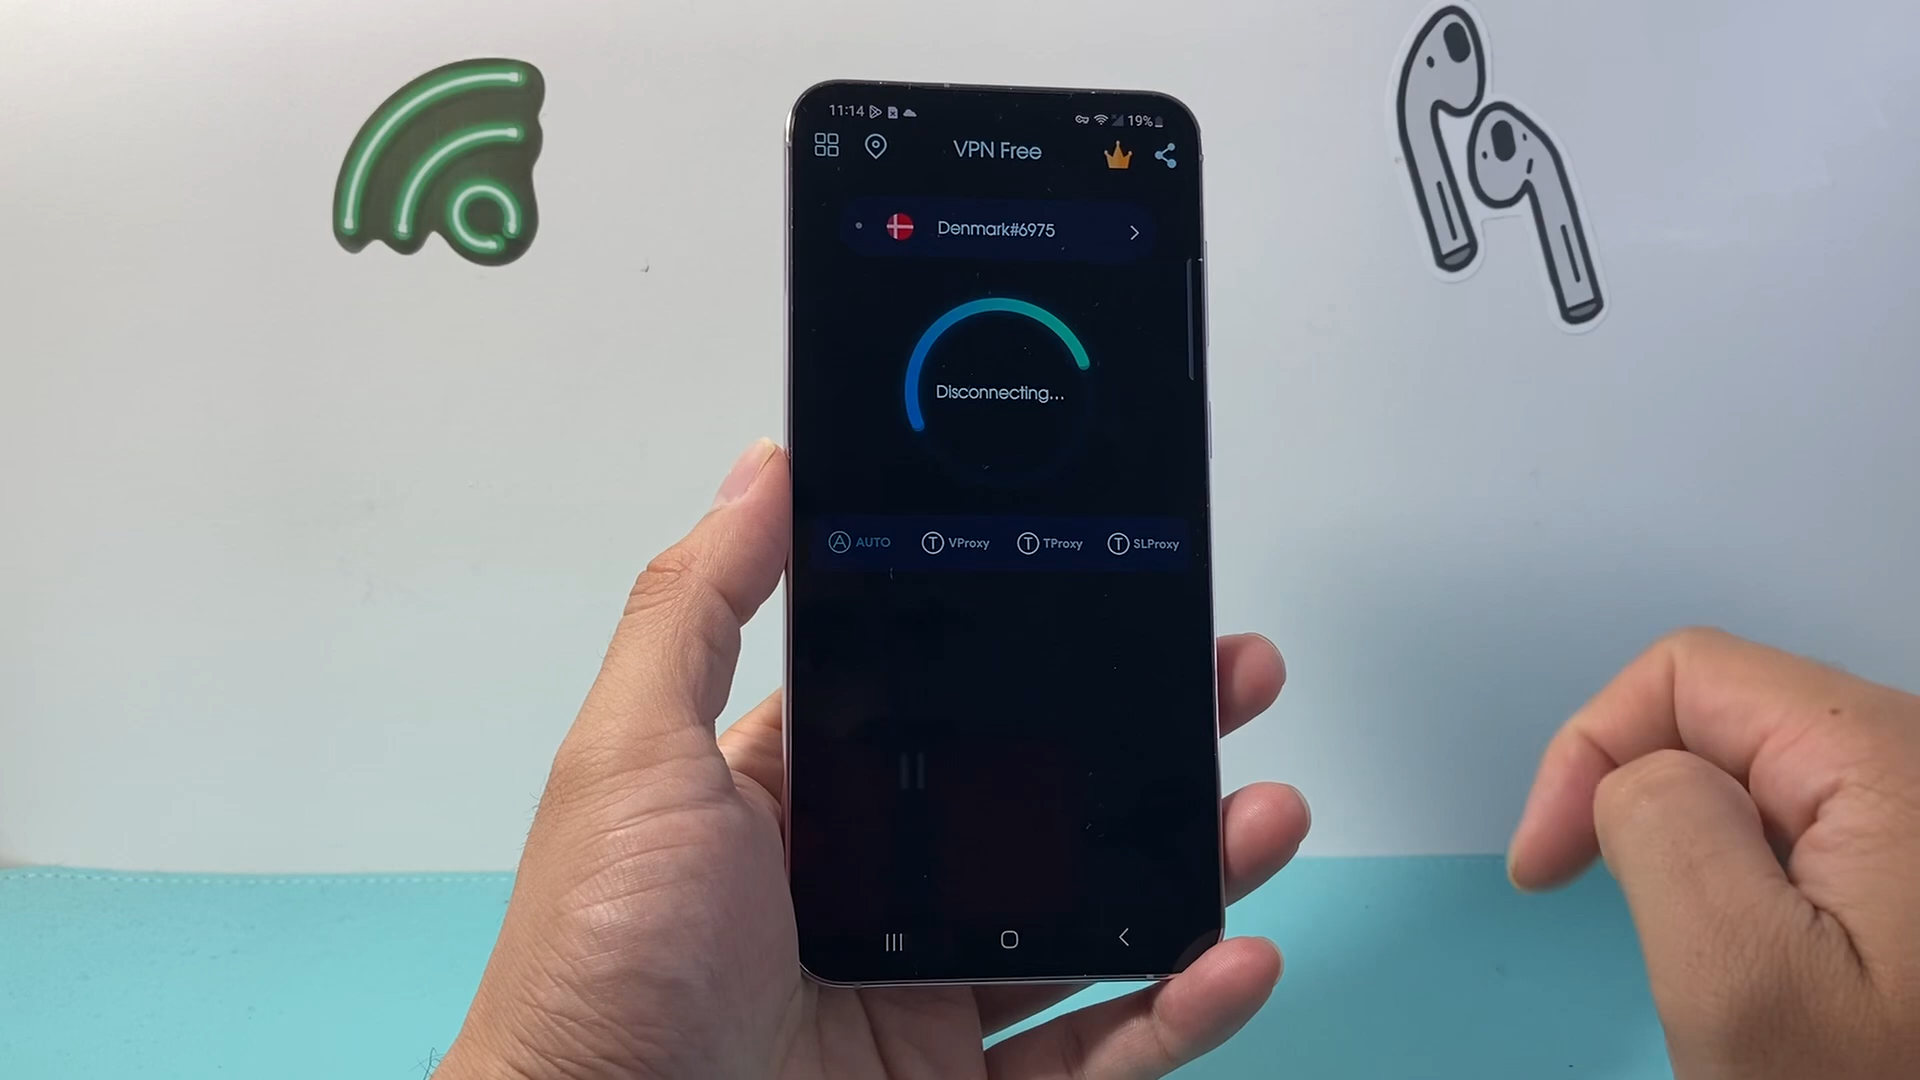 11:14
19%
VPN Free
Denmark#6975
Disconnecting...
AUTO
VProxy
TProxy
SLProxy